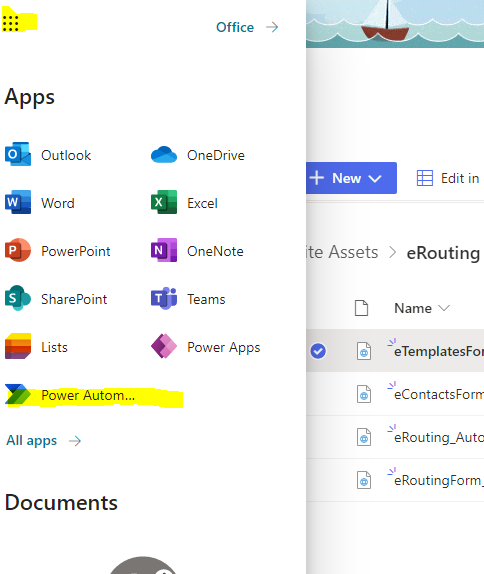 Office
Apps
Outlook
OneDrive
Word
Excel
PowerPoint
OneNote
SharePoint
Teams
Lists
Power Apps
Power Autom...
All apps
Documents
New
Edit in
ite Assets > eRouting
Name
eTemplatesFor
eContactsForm
eRouting_Auto
eRoutingForm_